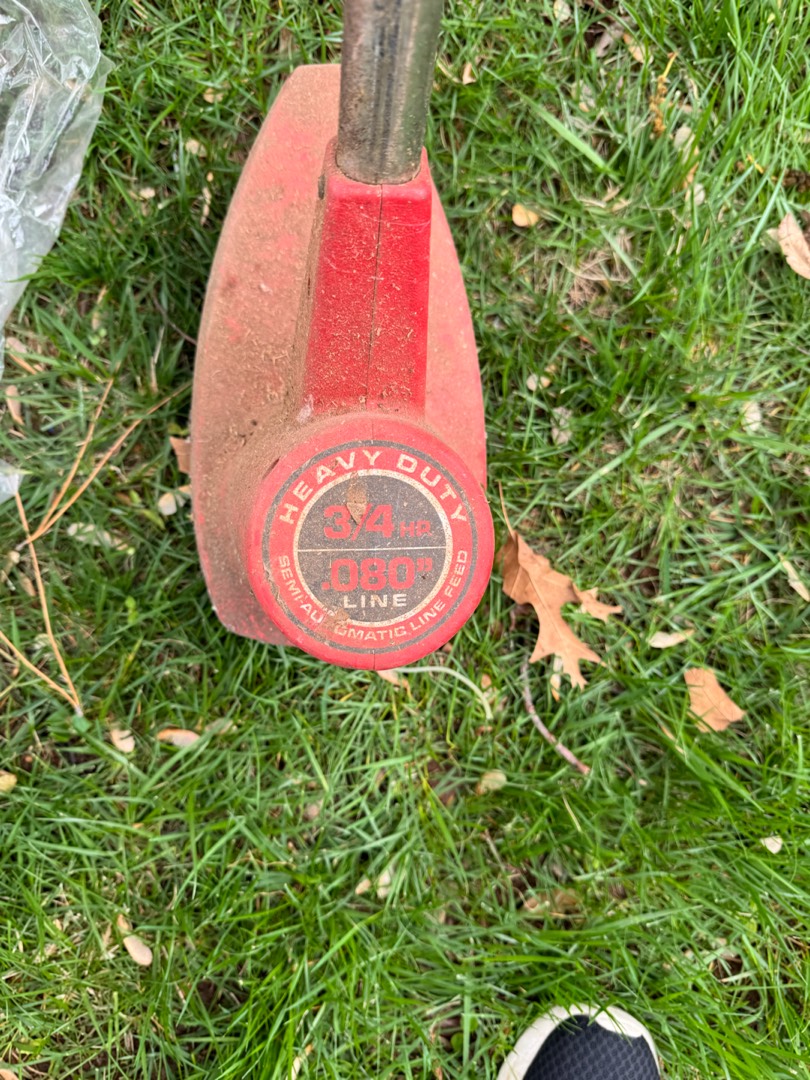 HEAVY DUTY
3/4 HP
.080"
LINE
SEMI-AUTOMATIC LINE FEED